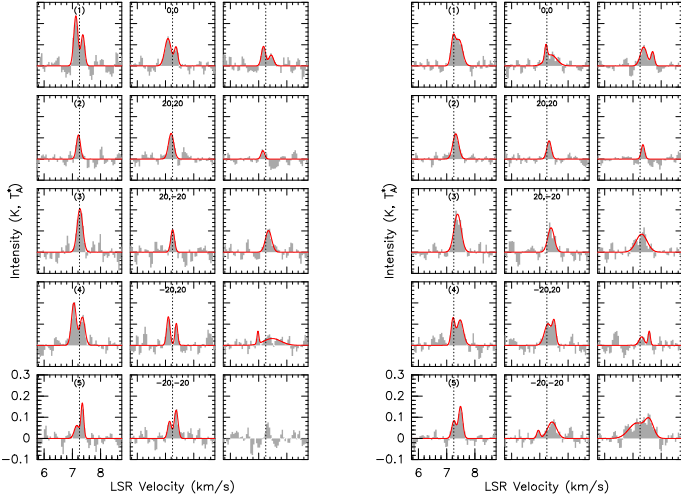 (1) 0,0 (1) 0,0
(2) 20,20 (2) 20,20
(3) 20,-20 (3) 20,-20
(4) -20,20 (4) -20,20
(5) -20,-20 (5) -20,-20
Intensity (K, T*A) Intensity (K, T*A)
0.3 0.3
0.2 0.2
0.1 0.1
0 0
-0.1 -0.1
6 7 8 6 7 8
LSR Velocity (km/s) LSR Velocity (km/s)